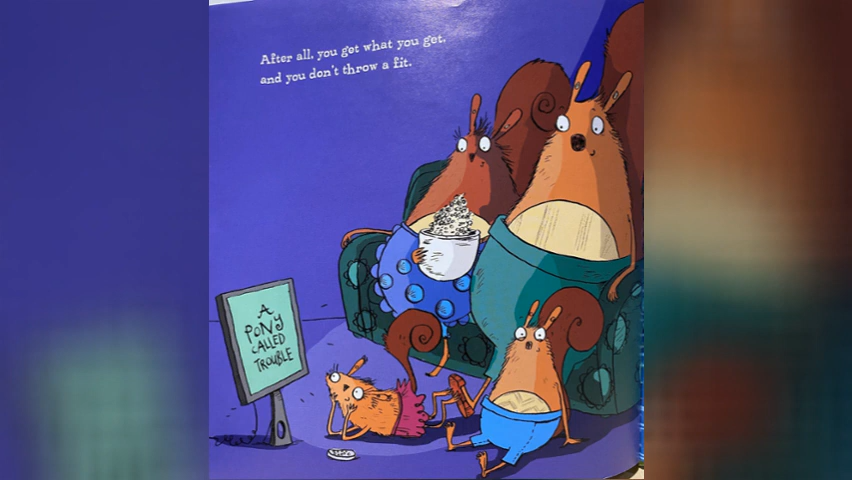 After all, you get what you get,
and you don't throw a fit.
A
PONY
CALLED
TROUBLE